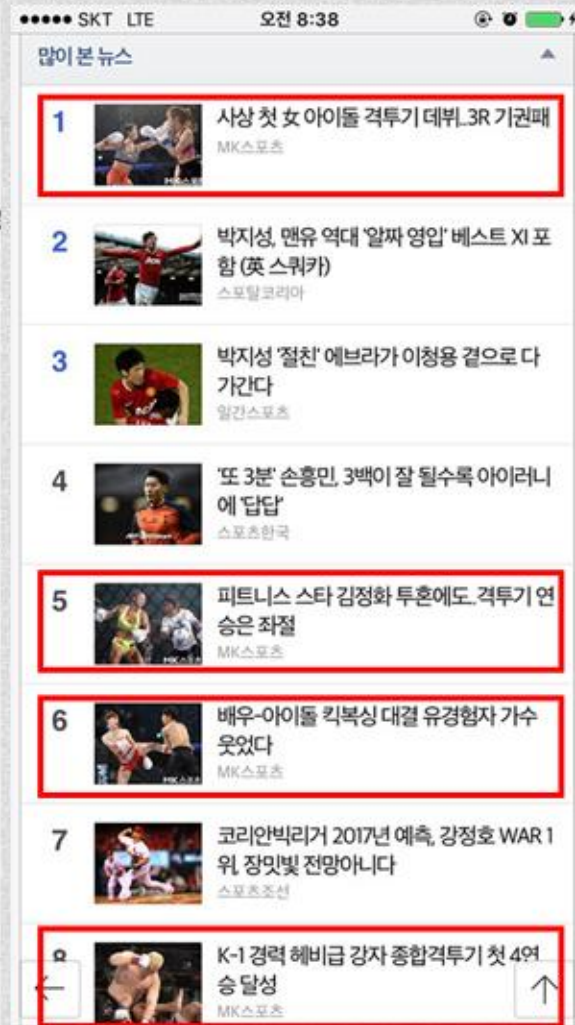 SKT LTE 오전 8:38
많이 본 뉴스
1
사상 첫 女 아이돌 격투기 데뷔..3R 기권패
MK스포츠
2
박지성, 맨유 역대 '알짜 영입' 베스트 XI 포
함 (英 스쿼카)
스포탈코리아
3
박지성 '절친' 에브라가 이청용 곁으로 다
가간다
일간스포츠
4
'또 3분' 손흥민, 3백이 잘 될수록 아이러니
에 '답답'
스포츠한국
5
피트니스 스타 김정화 투혼에도..격투기 연
승은 좌절
MK스포츠
6
배우-아이돌 킥복싱 대결 유경험자 가수
웃었다
MK스포츠
7
코리안빅리거 2017년 예측, 강정호 WAR 1
위, 장밋빛 전망아니다
스포츠조선
8
K-1 경력 헤비급 강자 종합격투기 첫 4연
승 달성
MK스포츠